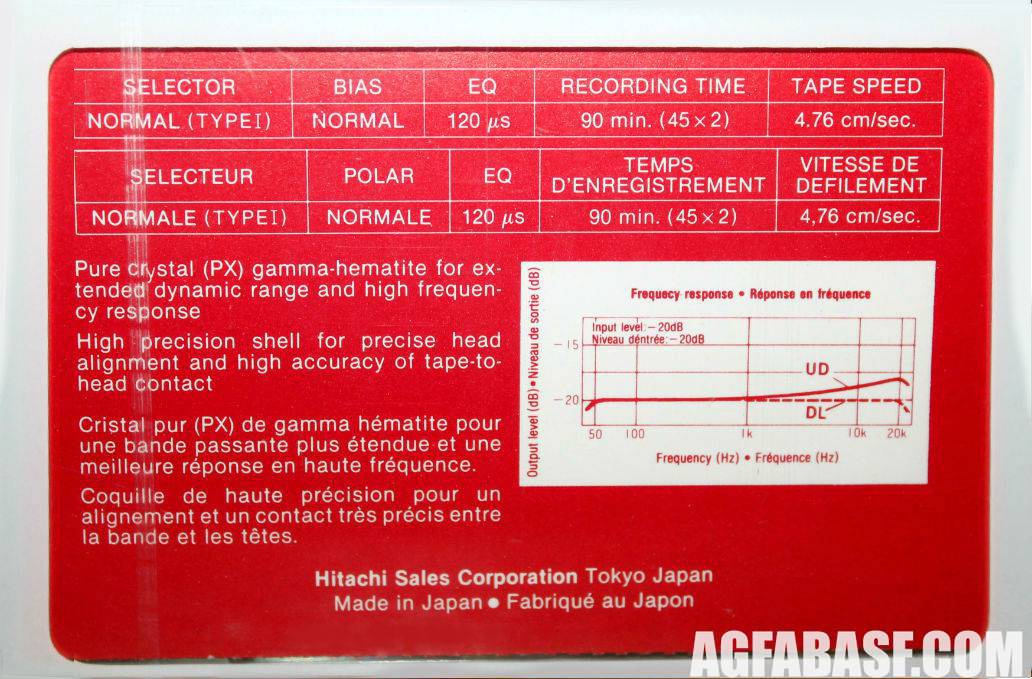 SELECTOR BIAS EQ RECORDING TIME TAPE SPEED
NORMAL (TYPEI) NORMAL 120 μs 90 min. (45×2) 4.76 cm/sec.
SELECTEUR POLAR EQ TEMPS D'ENREGISTREMENT VITESSE DE DEFILEMENT
NORMALE (TYPEI) NORMALE 120 μs 90 min. (45×2) 4,76 cm/sec.
Pure crystal (PX) gamma-hematite for ex-
tended dynamic range and high frequen-
cy response
High precision shell for precise head
alignment and high accuracy of tape-to-
head contact
Cristal pur (PX) de gamma hématite pour
une bande passante plus étendue et une
meilleure réponse en haute fréquence.
Coquille de haute précision pour un
alignement et un contact très précis entre
la bande et les têtes.
Output level (dB) • Niveau de sortie (dB)
Frequecy response • Réponse en fréquence
Input level:−20dB
Niveau déntrée:−20dB
−15
UD
−20
DL
50 100 1k 10k 20k
Frequency (Hz) • Fréquence (Hz)
Hitachi Sales Corporation Tokyo Japan
Made in Japan • Fabriqué au Japon
AGFABASF.COM